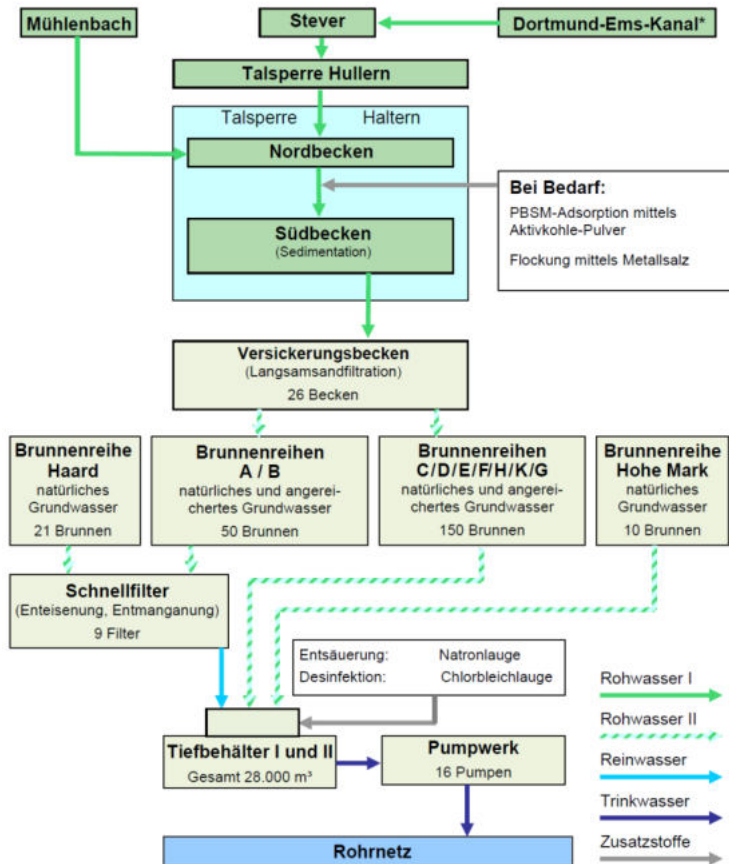 Mühlenbach
Stever
Dortmund-Ems-Kanal*
Talsperre Hullern
Talsperre Haltern
Nordbecken
Bei Bedarf:
PBSM-Adsorption mittels
Aktivkohle-Pulver
Flockung mittels Metallsalz
Südbecken
(Sedimentation)
Versickerungsbecken
(Langsamsandfiltration)
26 Becken
Brunnenreihe
Haard
natürliches
Grundwasser
21 Brunnen
Brunnenreihen
A / B
natürliches und angerei-
chertes Grundwasser
50 Brunnen
Brunnenreihen
C/D/E/F/H/K/G
natürliches und angerei-
chertes Grundwasser
150 Brunnen
Brunnenreihe
Hohe Mark
natürliches
Grundwasser
10 Brunnen
Schnellfilter
(Enteisenung, Entmanganung)
9 Filter
Entsäuerung: Natronlauge
Desinfektion: Chlorbleichlauge
Tiefbehälter I und II
Gesamt 28.000 m³
Pumpwerk
16 Pumpen
Rohrnetz
Rohwasser I
Rohwasser II
Reinwasser
Trinkwasser
Zusatzstoffe